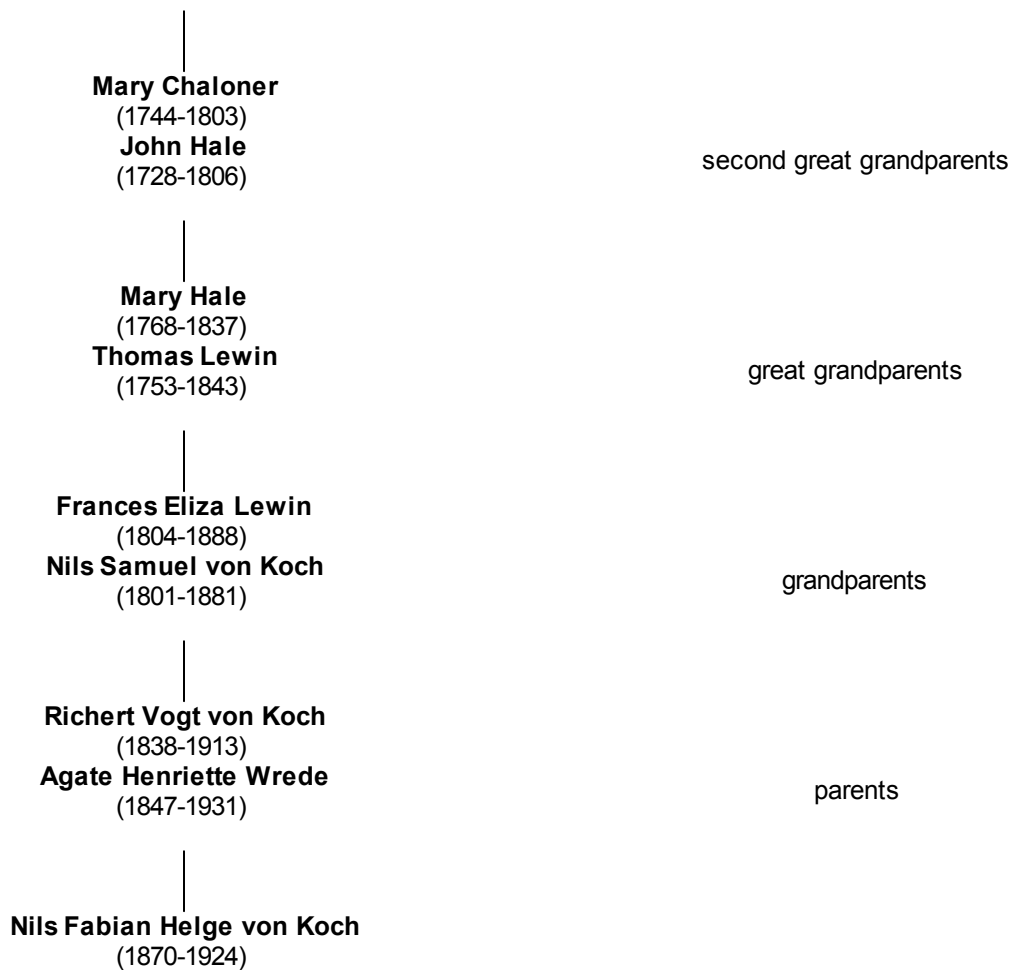 Mary Chaloner
(1744-1803)
John Hale
(1728-1806)
second great grandparents
Mary Hale
(1768-1837)
Thomas Lewin
(1753-1843)
great grandparents
Frances Eliza Lewin
(1804-1888)
Nils Samuel von Koch
(1801-1881)
grandparents
Richert Vogt von Koch
(1838-1913)
Agate Henriette Wrede
(1847-1931)
parents
Nils Fabian Helge von Koch
(1870-1924)